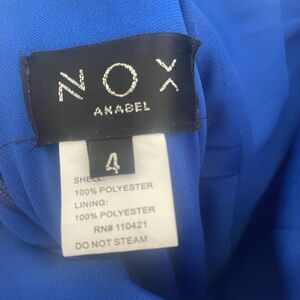 NOX
ANABEL
4
SHELL:
100% POLYESTER
LINING:
100% POLYESTER
RN# 110421
DO NOT STEAM